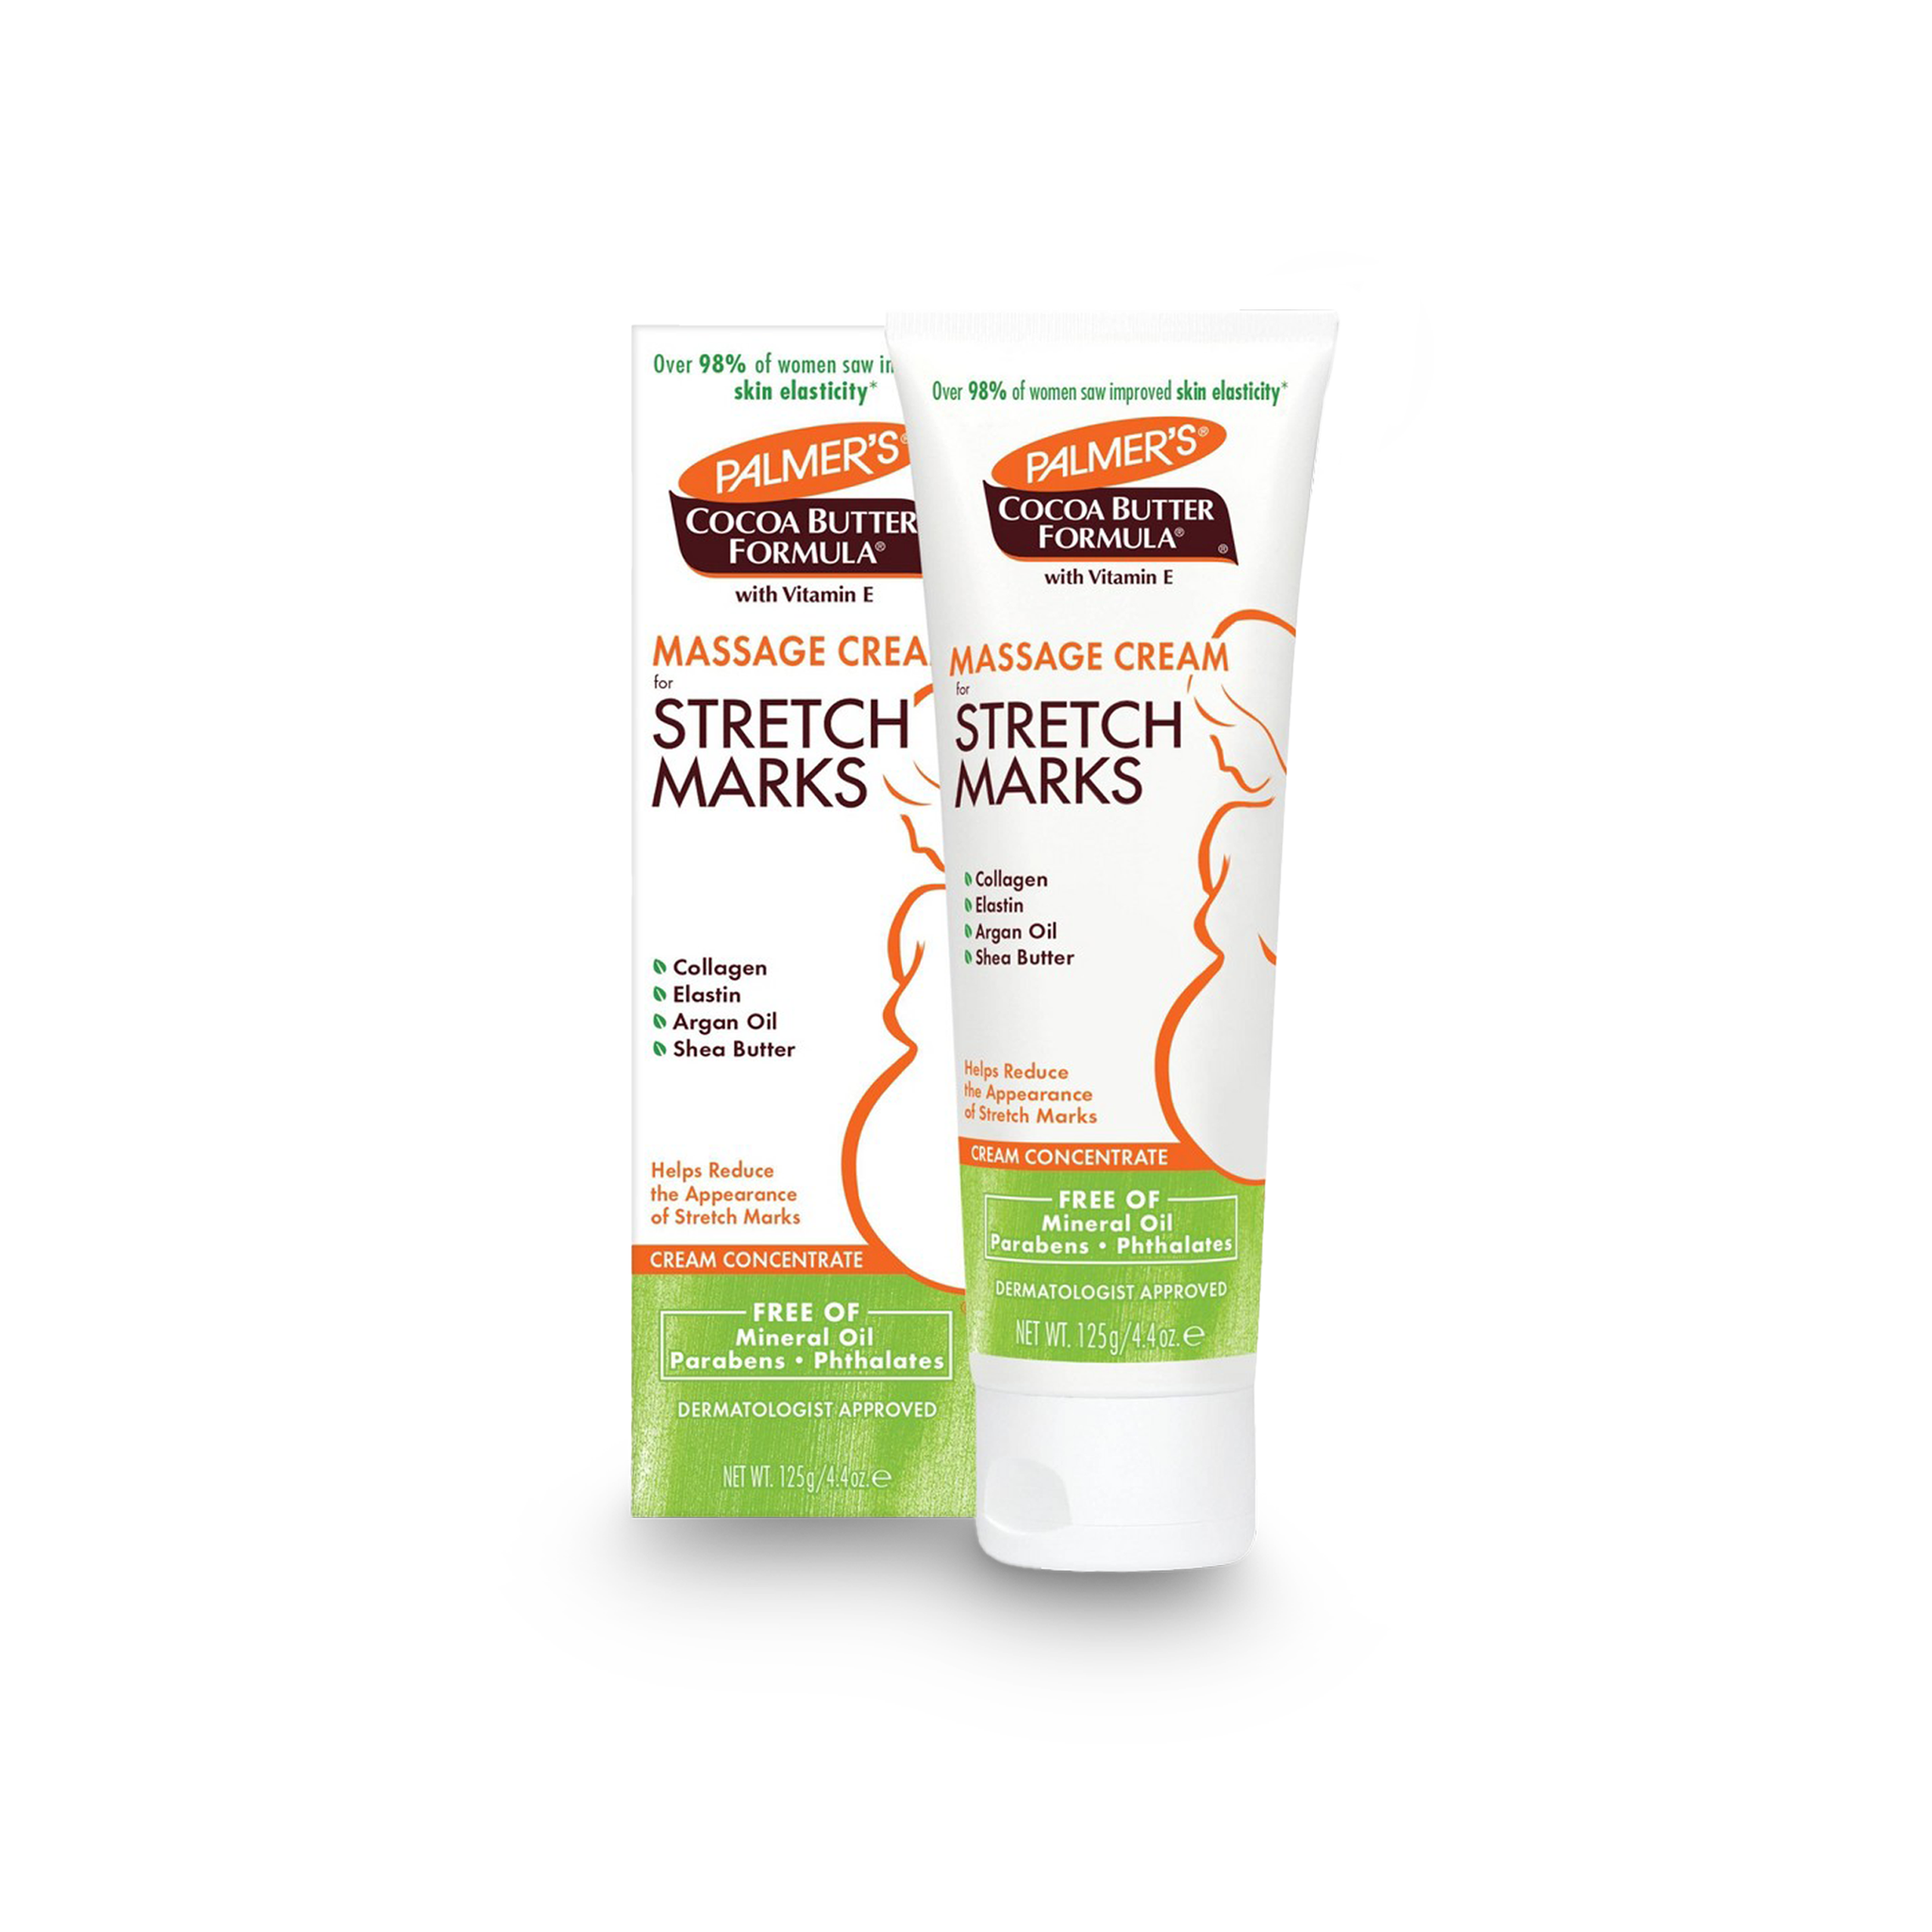 Over 98% of women saw
skin elasticity*
PALMER'S®
COCOA BUTTER
FORMULA®
with Vitamin E
MASSAGE
for
STRETCH
MARKS
Collagen
Elastin
Argan Oil
Shea Butter
Helps Reduce
the Appearance
of Stretch Marks
CREAM CONCENTRATE
FREE OF
Mineral Oil
Parabens • Phthalates
DERMATOLOGIST APPROVED
NET WT. 125g/4.4oz.℮
Over 98% of women saw improved skin elasticity*
PALMER'S®
COCOA BUTTER
FORMULA®
®
with Vitamin E
MASSAGE CREAM
for
STRETCH
MARKS
Collagen
Elastin
Argan Oil
Shea Butter
Helps Reduce
the Appearance
of Stretch Marks
CREAM CONCENTRATE
FREE OF
Mineral Oil
Parabens • Phthalates
DERMATOLOGIST APPROVED
NET WT. 125g/4.4oz.℮